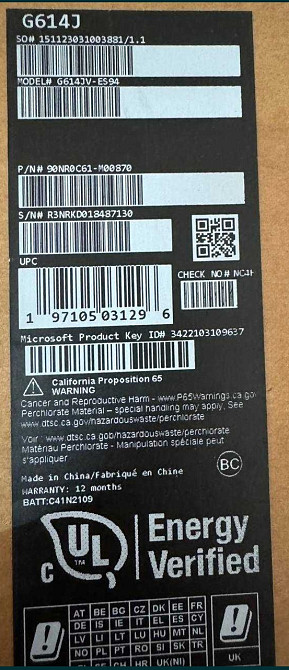 G614J
SO# 151123031003881/1.1
MODEL# G614JV-ES94
P/N# 90NR0C61-M00870
S/N# R3NRKD018487130
UPC
CHECK NO# NC4H
1 97105 03129 6
Microsoft Product Key ID# 3422103109637
California Proposition 65
WARNING
Cancer and Reproductive Harm - www.P65Warnings.ca.gov
Perchlorate Material – special handling may apply, See
www.dtsc.ca.gov/hazardouswaste/perchlorate
Voir : www.dtsc.ca.gov/hazardouswaste/perchlorate
Matériau Perchlorate - Manipulation spéciale peut
s'appliquer
BC
Made in China/Fabriqué en Chine
WARRANTY: 12 months
BATT:C41N2109
C UL TM
Energy
Verified
AT BE BG CZ DK EE FR
DE IS IE IT EL ES CY
LV LI LT LU HU MT NL
NO PL PT RO SI SK TR
CH HR UK(NI)
UK